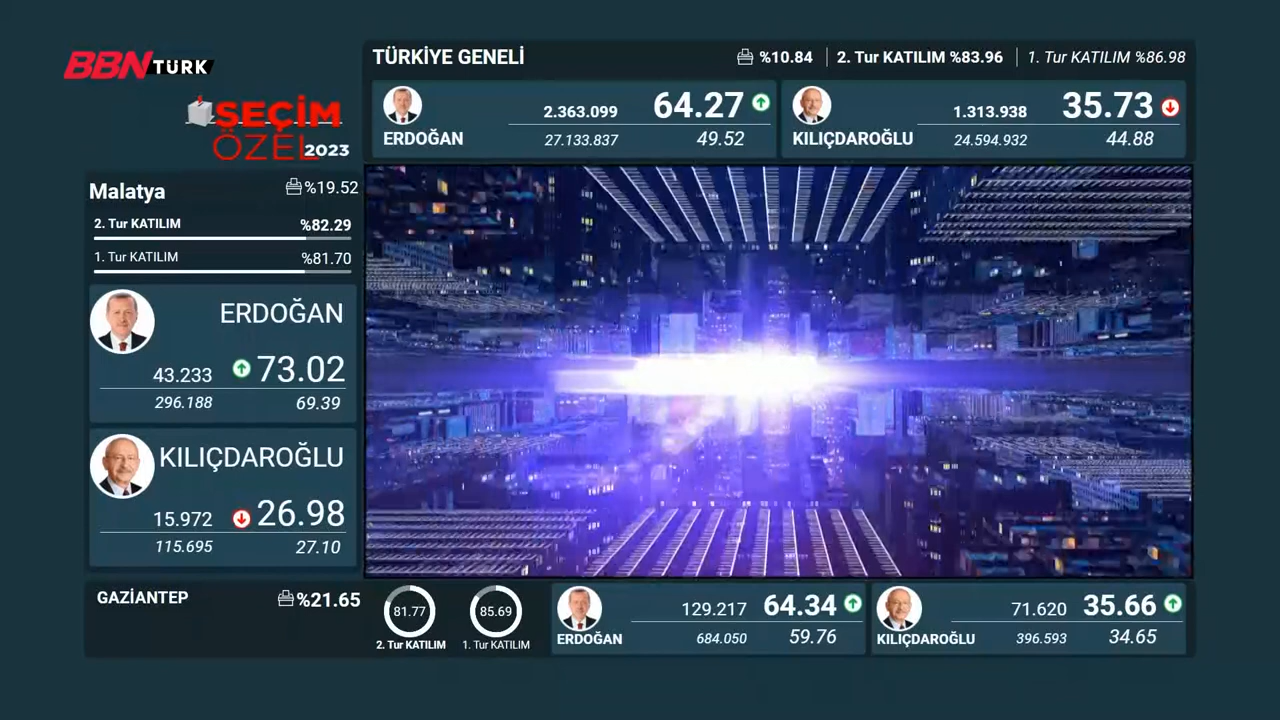 BBN TÜRK
SEÇİM
ÖZEL 2023
TÜRKİYE GENELİ %10.84 2. Tur KATILIM %83.96 1. Tur KATILIM %86.98
2.363.099 64.27
ERDOĞAN 27.133.837 49.52
1.313.938 35.73
KILIÇDAROĞLU 24.594.932 44.88
Malatya %19.52
2. Tur KATILIM %82.29
1. Tur KATILIM %81.70
ERDOĞAN
43.233 73.02
296.188 69.39
KILIÇDAROĞLU
15.972 26.98
115.695 27.10
GAZİANTEP %21.65
81.77
2. Tur KATILIM
85.69
1. Tur KATILIM
129.217 64.34
ERDOĞAN 684.050 59.76
71.620 35.66
KILIÇDAROĞLU 396.593 34.65